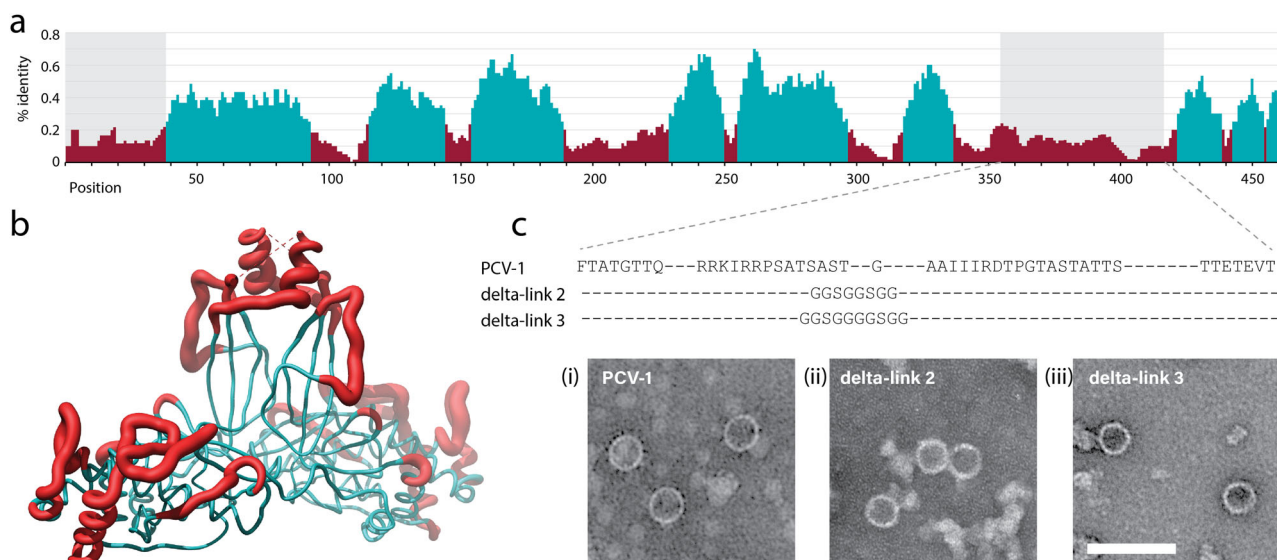 a
% identity
0.8
0.6
0.4
0.2
0
Position
50
100
150
200
250
300
350
400
450
b
c
PCV-1 FTATGTTQ---RRKIRRPSATSAST--G----AAIIIRDTPGTASTATTS-------TTETEVT
delta-link 2 --------------------GGSGGSGG---------------------------------
delta-link 3 -------------------GGSGGGGSGG--------------------------------
(i) PCV-1
(ii) delta-link 2
(iii) delta-link 3